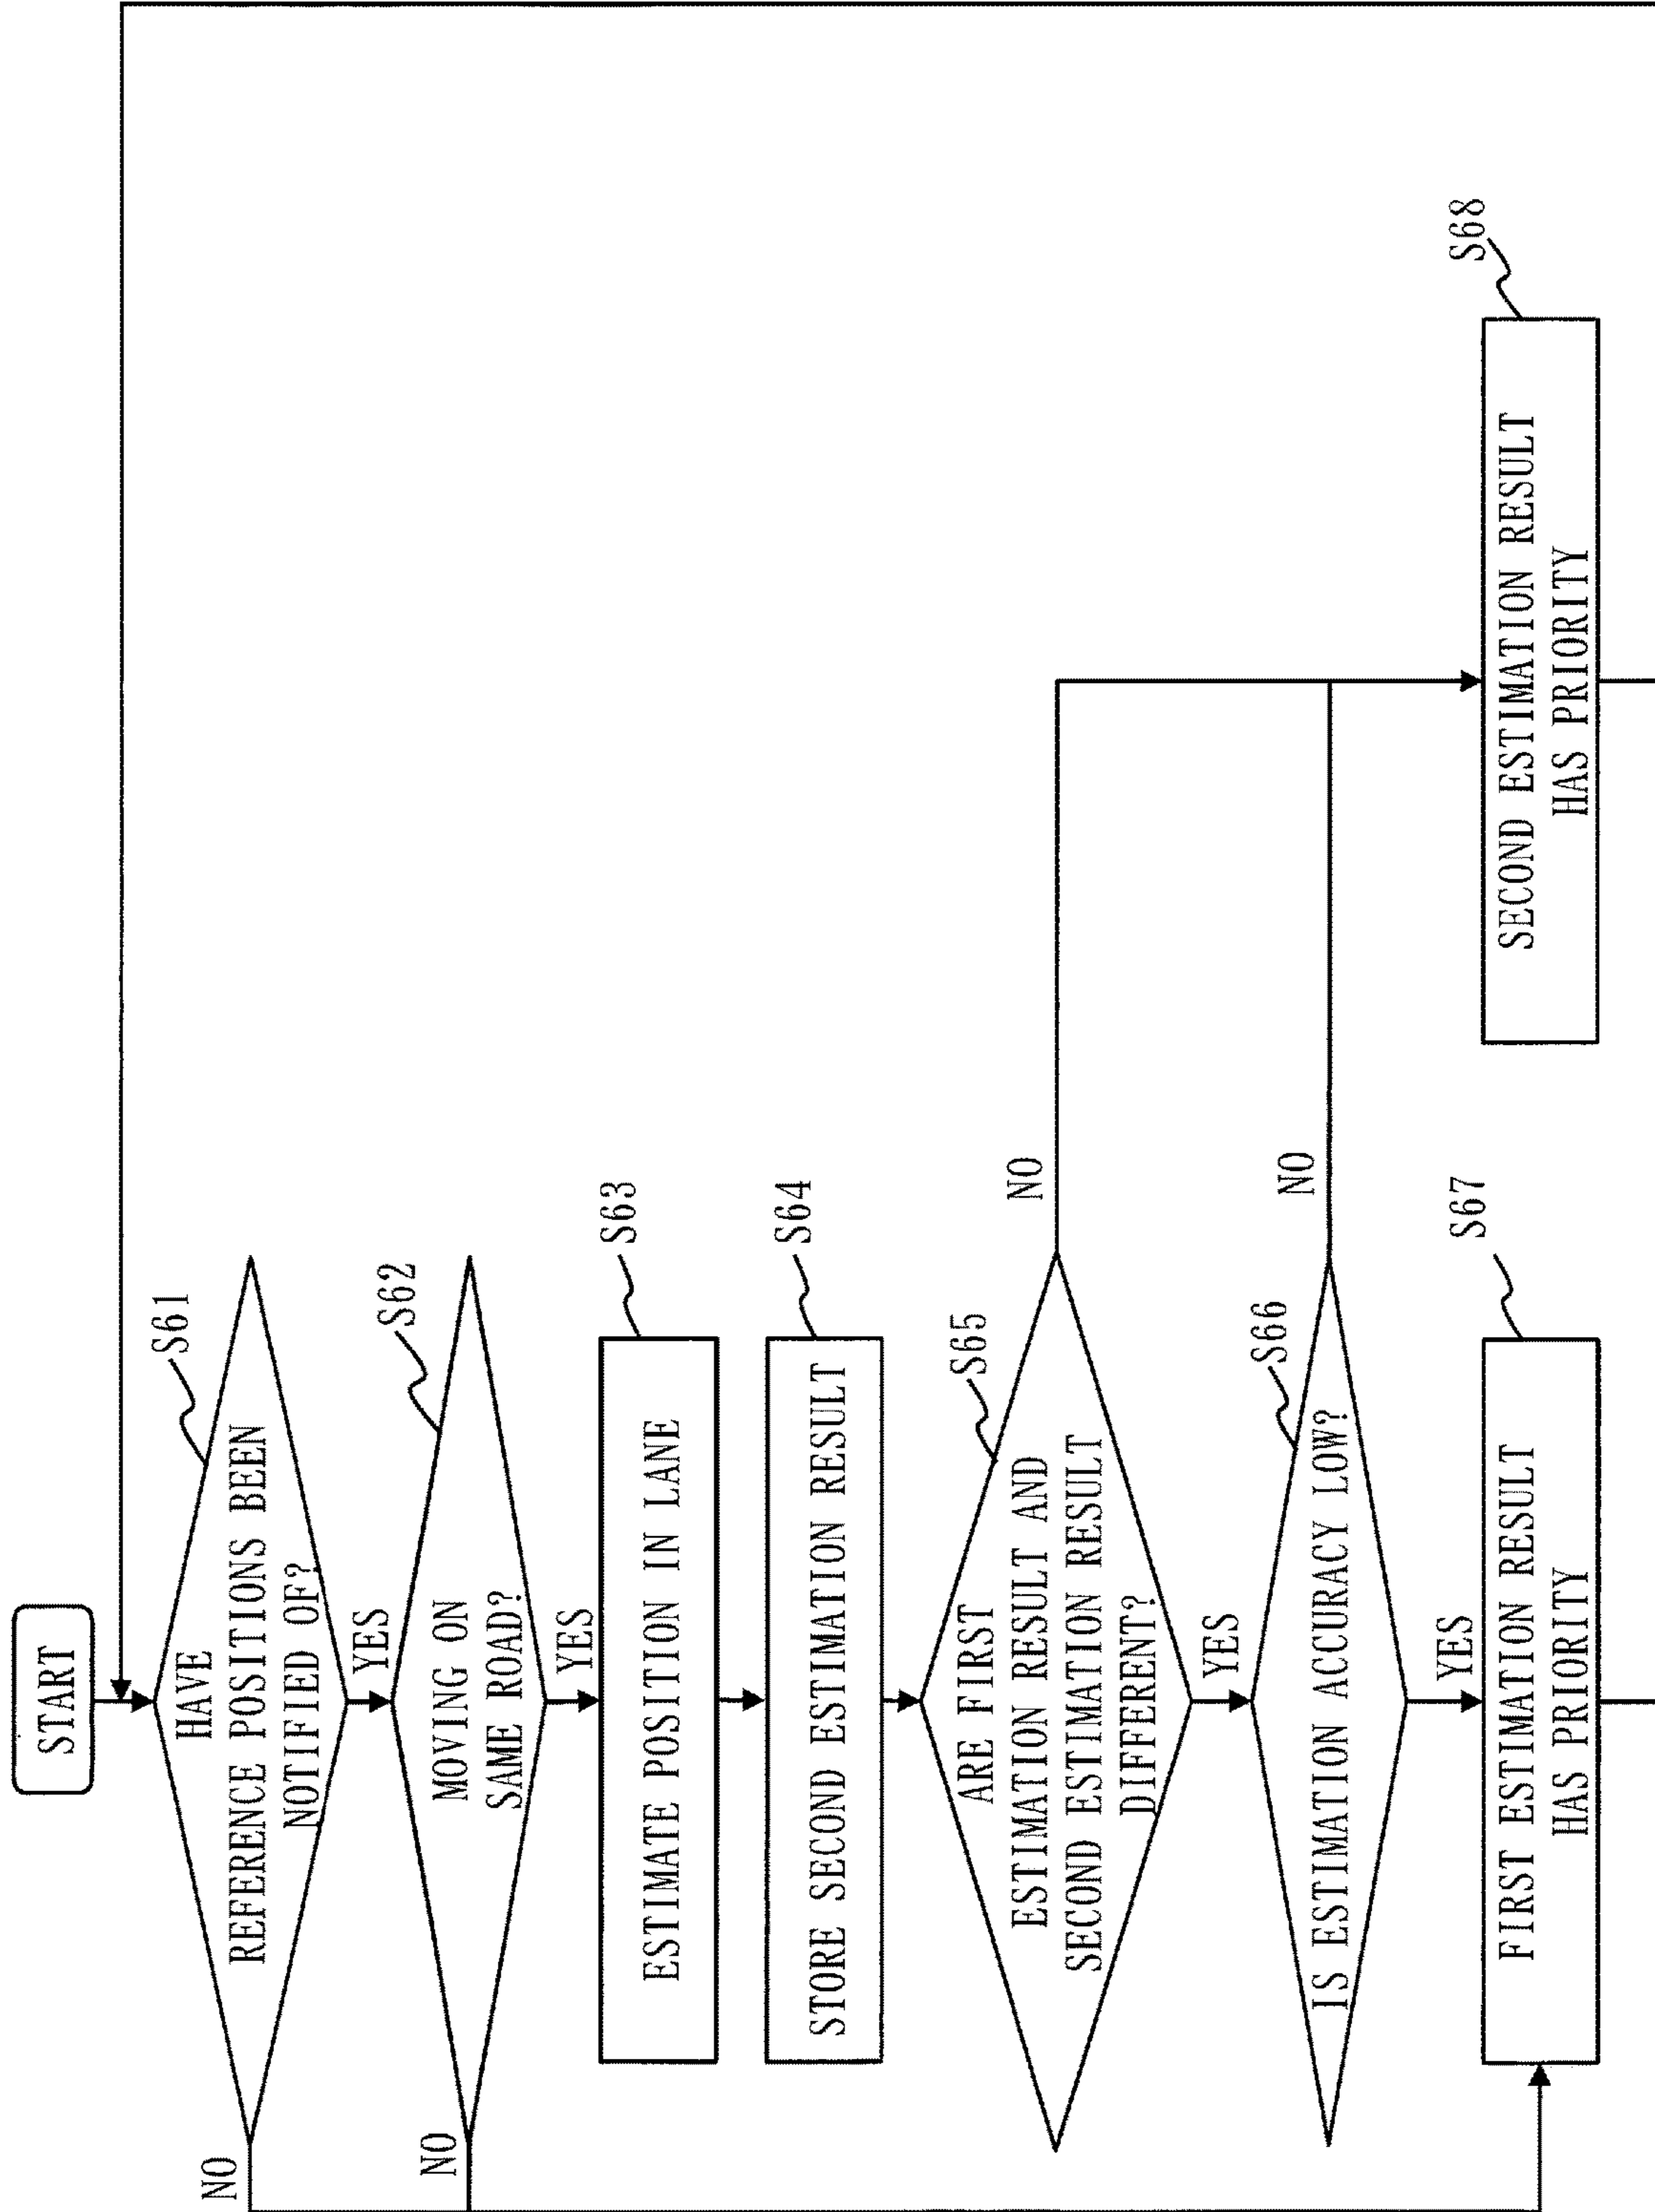 START
S61
HAVE
REFERENCE POSITIONS BEEN
NOTIFIED OF?
NO
YES
S62
MOVING ON
SAME ROAD?
NO
YES
S63
ESTIMATE POSITION IN LANE
S64
STORE SECOND ESTIMATION RESULT
S65
ARE FIRST
ESTIMATION RESULT AND
SECOND ESTIMATION RESULT
DIFFERENT?
NO
YES
S66
IS ESTIMATION ACCURACY LOW?
NO
YES
S67
FIRST ESTIMATION RESULT
HAS PRIORITY
S68
SECOND ESTIMATION RESULT
HAS PRIORITY